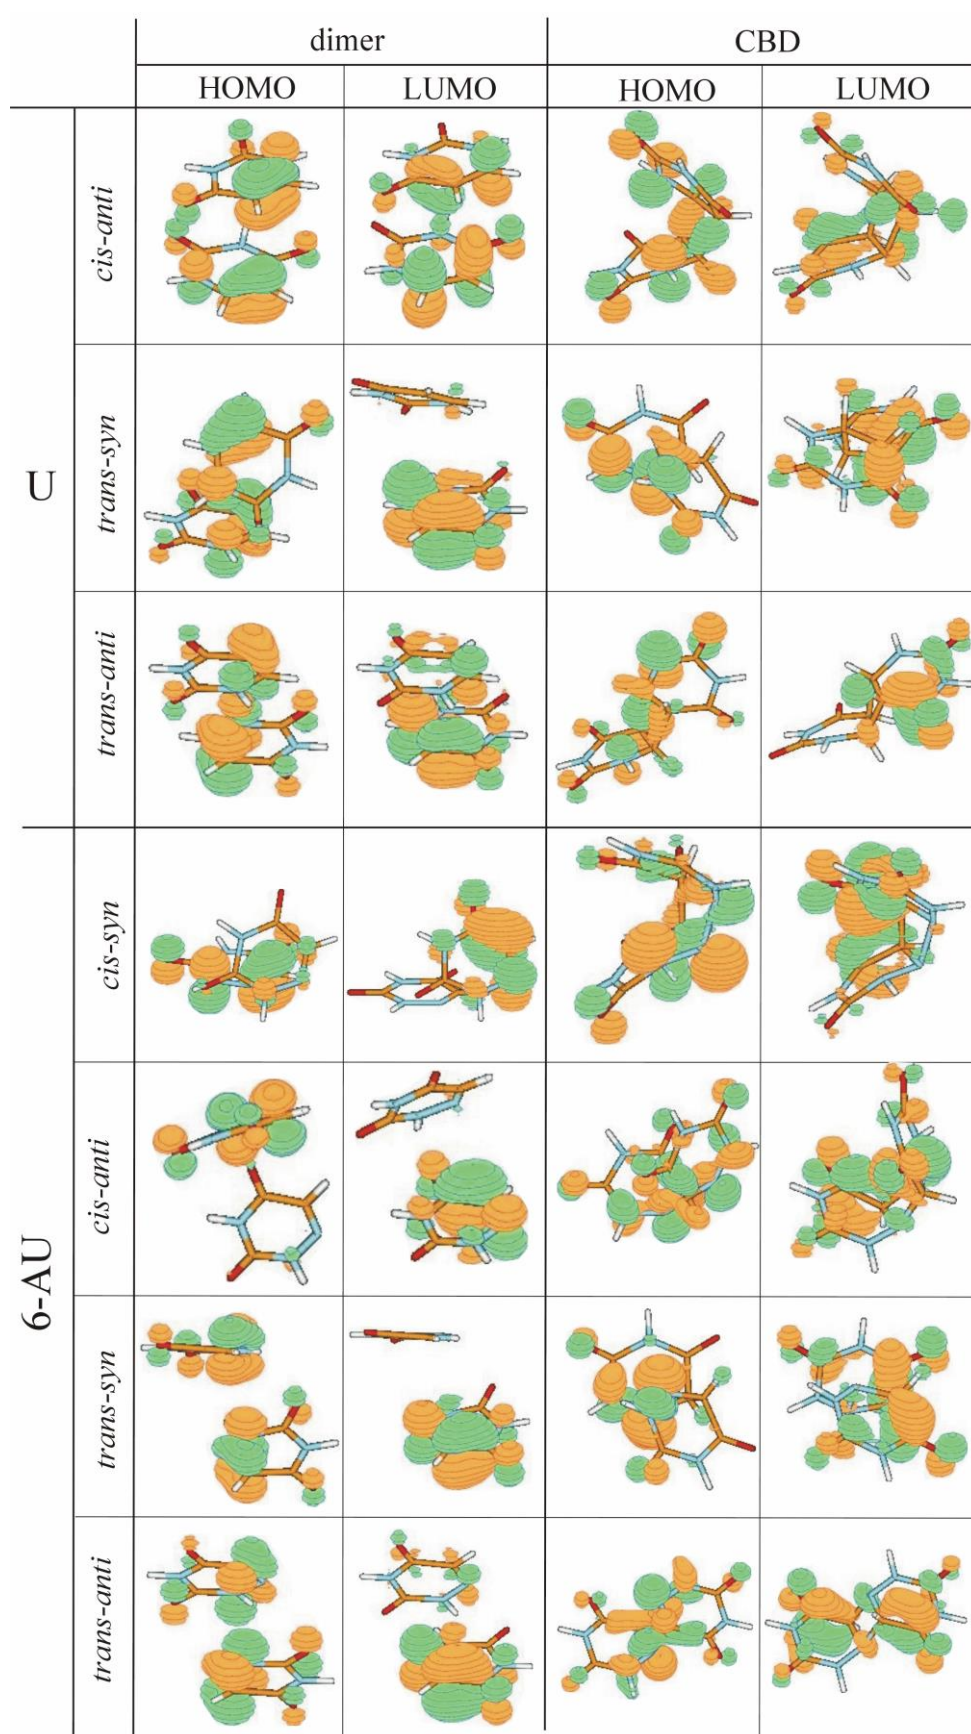 dimer CBD
HOMO LUMO HOMO LUMO
U
cis-anti
trans-syn
trans-anti
6-AU
cis-syn
cis-anti
trans-syn
trans-anti